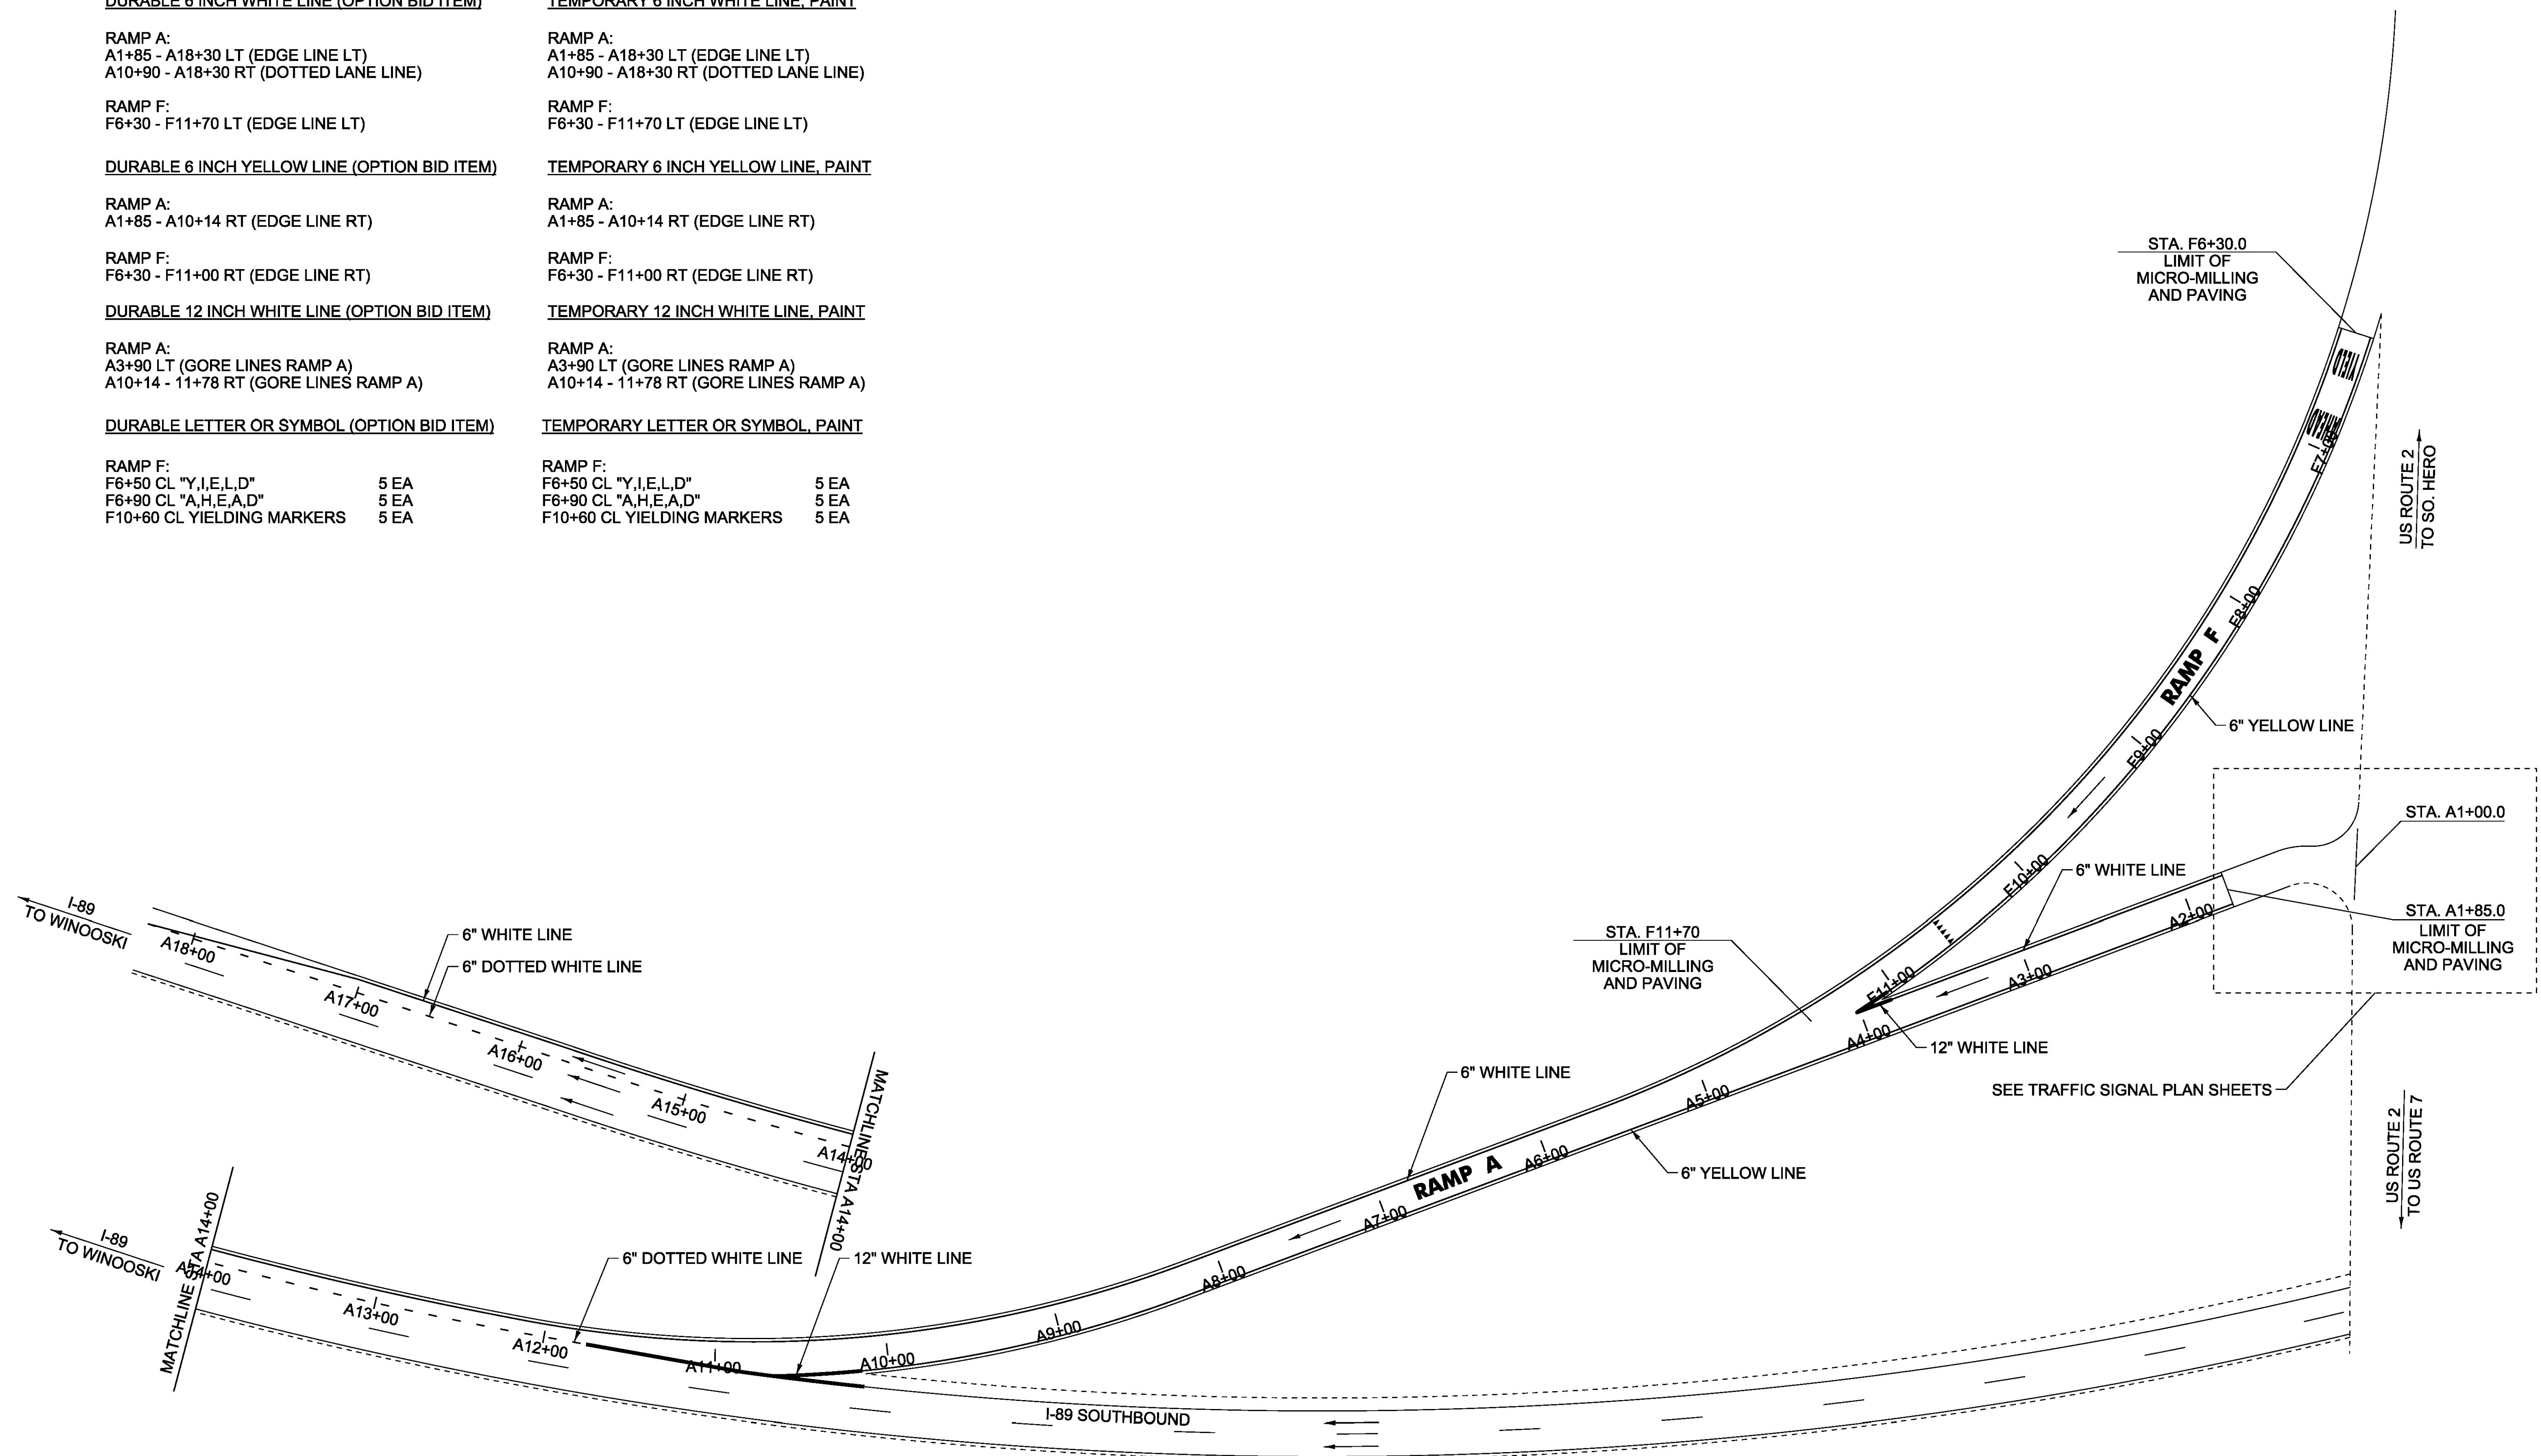 DURABLE 6 INCH WHITE LINE (OPTION BID ITEM)
RAMP A:
A1+85 - A18+30 LT (EDGE LINE LT)
A10+90 - A18+30 RT (DOTTED LANE LINE)
RAMP F:
F6+30 - F11+70 LT (EDGE LINE LT)
DURABLE 6 INCH YELLOW LINE (OPTION BID ITEM)
RAMP A:
A1+85 - A10+14 RT (EDGE LINE RT)
RAMP F:
F6+30 - F11+00 RT (EDGE LINE RT)
DURABLE 12 INCH WHITE LINE (OPTION BID ITEM)
RAMP A:
A3+90 LT (GORE LINES RAMP A)
A10+14 - 11+78 RT (GORE LINES RAMP A)
DURABLE LETTER OR SYMBOL (OPTION BID ITEM)
RAMP F:
F6+50 CL "Y,I,E,L,D" 5 EA
F6+90 CL "A,H,E,A,D" 5 EA
F10+60 CL YIELDING MARKERS 5 EA
TEMPORARY 6 INCH WHITE LINE, PAINT
RAMP A:
A1+85 - A18+30 LT (EDGE LINE LT)
A10+90 - A18+30 RT (DOTTED LANE LINE)
RAMP F:
F6+30 - F11+70 LT (EDGE LINE LT)
TEMPORARY 6 INCH YELLOW LINE, PAINT
RAMP A:
A1+85 - A10+14 RT (EDGE LINE RT)
RAMP F:
F6+30 - F11+00 RT (EDGE LINE RT)
TEMPORARY 12 INCH WHITE LINE, PAINT
RAMP A:
A3+90 LT (GORE LINES RAMP A)
A10+14 - 11+78 RT (GORE LINES RAMP A)
TEMPORARY LETTER OR SYMBOL, PAINT
RAMP F:
F6+50 CL "Y,I,E,L,D" 5 EA
F6+90 CL "A,H,E,A,D" 5 EA
F10+60 CL YIELDING MARKERS 5 EA
STA. F6+30.0
LIMIT OF
MICRO-MILLING
AND PAVING
YIELD
AHEAD
F7+00
US ROUTE 2
TO SO. HERO
F8+00
RAMP F
6" YELLOW LINE
F9+00
F10+00
F11+00
STA. A1+00.0
6" WHITE LINE
STA. A1+85.0
LIMIT OF
MICRO-MILLING
AND PAVING
A2+00
A3+00
A4+00
12" WHITE LINE
SEE TRAFFIC SIGNAL PLAN SHEETS
US ROUTE 2
TO US ROUTE 7
STA. F11+70
LIMIT OF
MICRO-MILLING
AND PAVING
6" WHITE LINE
A5+00
A6+00
RAMP A
6" YELLOW LINE
A7+00
A8+00
A9+00
A10+00
A11+00
A12+00
A13+00
A14+00
12" WHITE LINE
6" DOTTED WHITE LINE
I-89 SOUTHBOUND
MATCHLINE STA A14+00
I-89
TO WINOOSKI
I-89
TO WINOOSKI
6" WHITE LINE
6" DOTTED WHITE LINE
A18+00
A17+00
A16+00
A15+00
A14+00
MATCHLINE STA A14+00